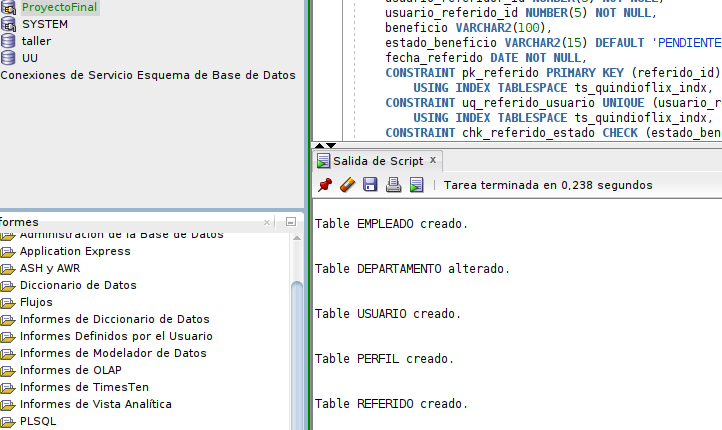 ProyectoFinal
SYSTEM
taller
UU
Conexiones de Servicio Esquema de Base de Datos
nformes
Administración de la Base de Datos
Application Express
ASH y AWR
Diccionario de Datos
Flujos
Informes de Diccionario de Datos
Informes Definidos por el Usuario
Informes de Modelador de Datos
Informes de OLAP
Informes de TimesTen
Informes de Vista Analítica
PLSQL
usuario_referidor_id NUMBER(5) NOT NULL,
usuario_referido_id NUMBER(5) NOT NULL,
beneficio VARCHAR2(100),
estado_beneficio VARCHAR2(15) DEFAULT 'PENDIENTE
fecha_referido DATE NOT NULL,
CONSTRAINT pk_referido PRIMARY KEY (referido_id)
USING INDEX TABLESPACE ts_quindioflix_indx,
CONSTRAINT uq_referido_usuario UNIQUE (usuario_r
USING INDEX TABLESPACE ts_quindioflix_indx,
CONSTRAINT chk_referido_estado CHECK (estado_ben
Salida de Script x
Tarea terminada en 0,238 segundos
Table EMPLEADO creado.
Table DEPARTAMENTO alterado.
Table USUARIO creado.
Table PERFIL creado.
Table REFERIDO creado.